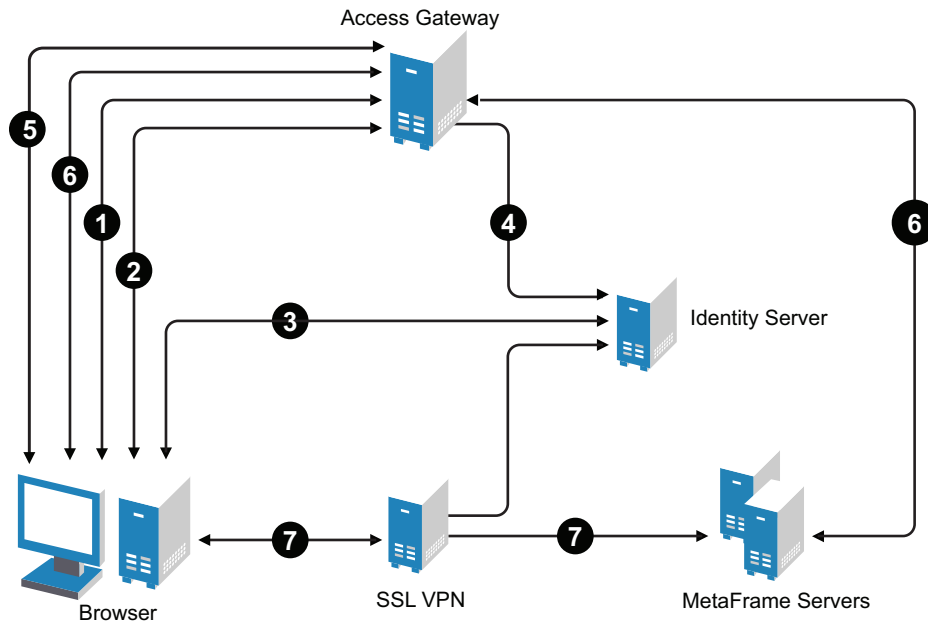 Access Gateway
5
6
1
2
4
6
3
Identity Server
7
7
Browser
SSL VPN
MetaFrame Servers